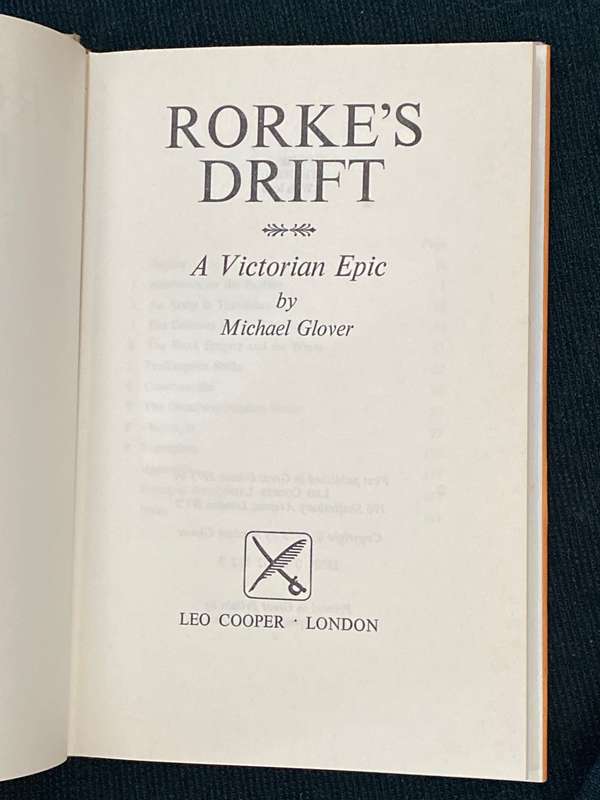 RORKE'S
DRIFT
A Victorian Epic
by
Michael Glover
LEO COOPER · LONDON